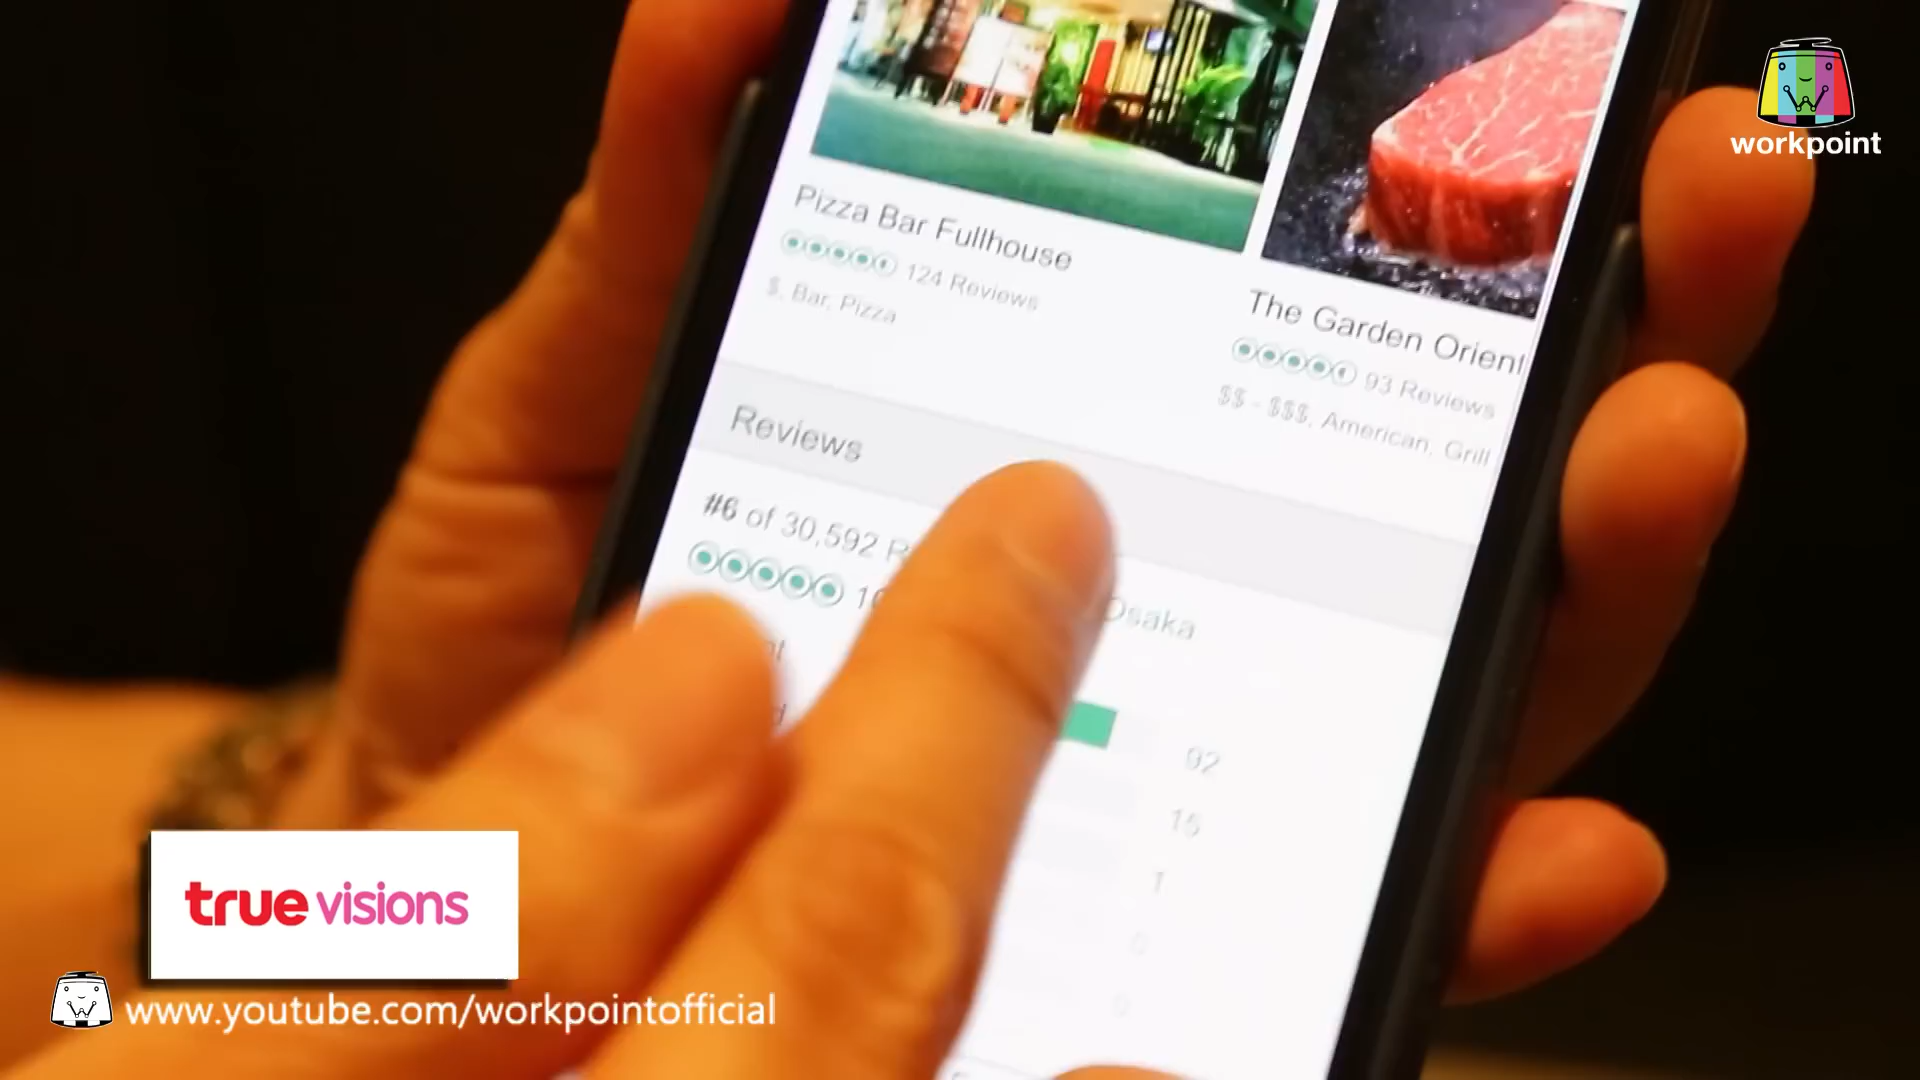 workpoint
Pizza Bar Fullhouse
124 Reviews
$, Bar, Pizza
The Garden Orient
93 Reviews
$$ - $$$, American, Grill
Reviews
#6 of 30,592
Osaka
92
15
1
0
true visions
www.youtube.com/workpointofficial